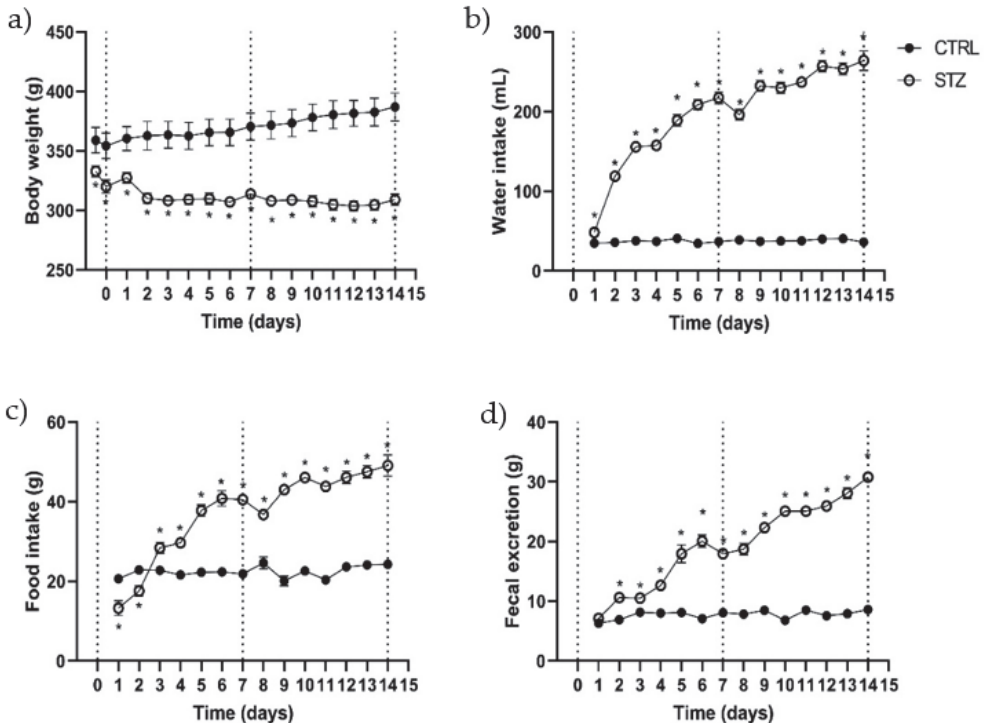 a)
450
400
350
300
250
Body weight (g)
0 1 2 3 4 5 6 7 8 9 10 11 12 13 14 15
Time (days)
* * * * * * * * * * * * * * * *
b)
300
200
100
0
Water intake (mL)
0 1 2 3 4 5 6 7 8 9 10 11 12 13 14 15
Time (days)
* * * * * * * * * * * * * *
CTRL
STZ
c)
60
40
20
0
Food intake (g)
0 1 2 3 4 5 6 7 8 9 10 11 12 13 14 15
Time (days)
* * * * * * * * * * * * * *
d)
40
30
20
10
0
Fecal excretion (g)
0 1 2 3 4 5 6 7 8 9 10 11 12 13 14 15
Time (days)
* * * * * * * * * * * * *